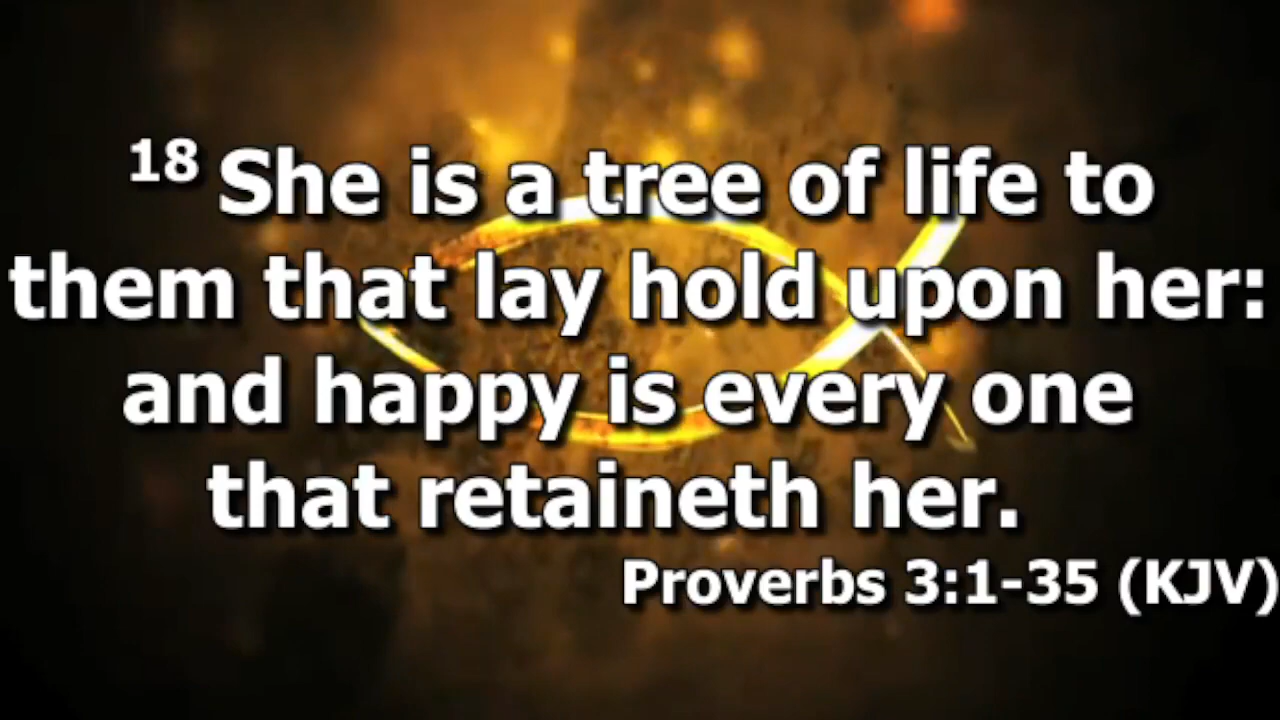 18 She is a tree of life to
them that lay hold upon her:
and happy is every one
that retaineth her.
Proverbs 3:1-35 (KJV)